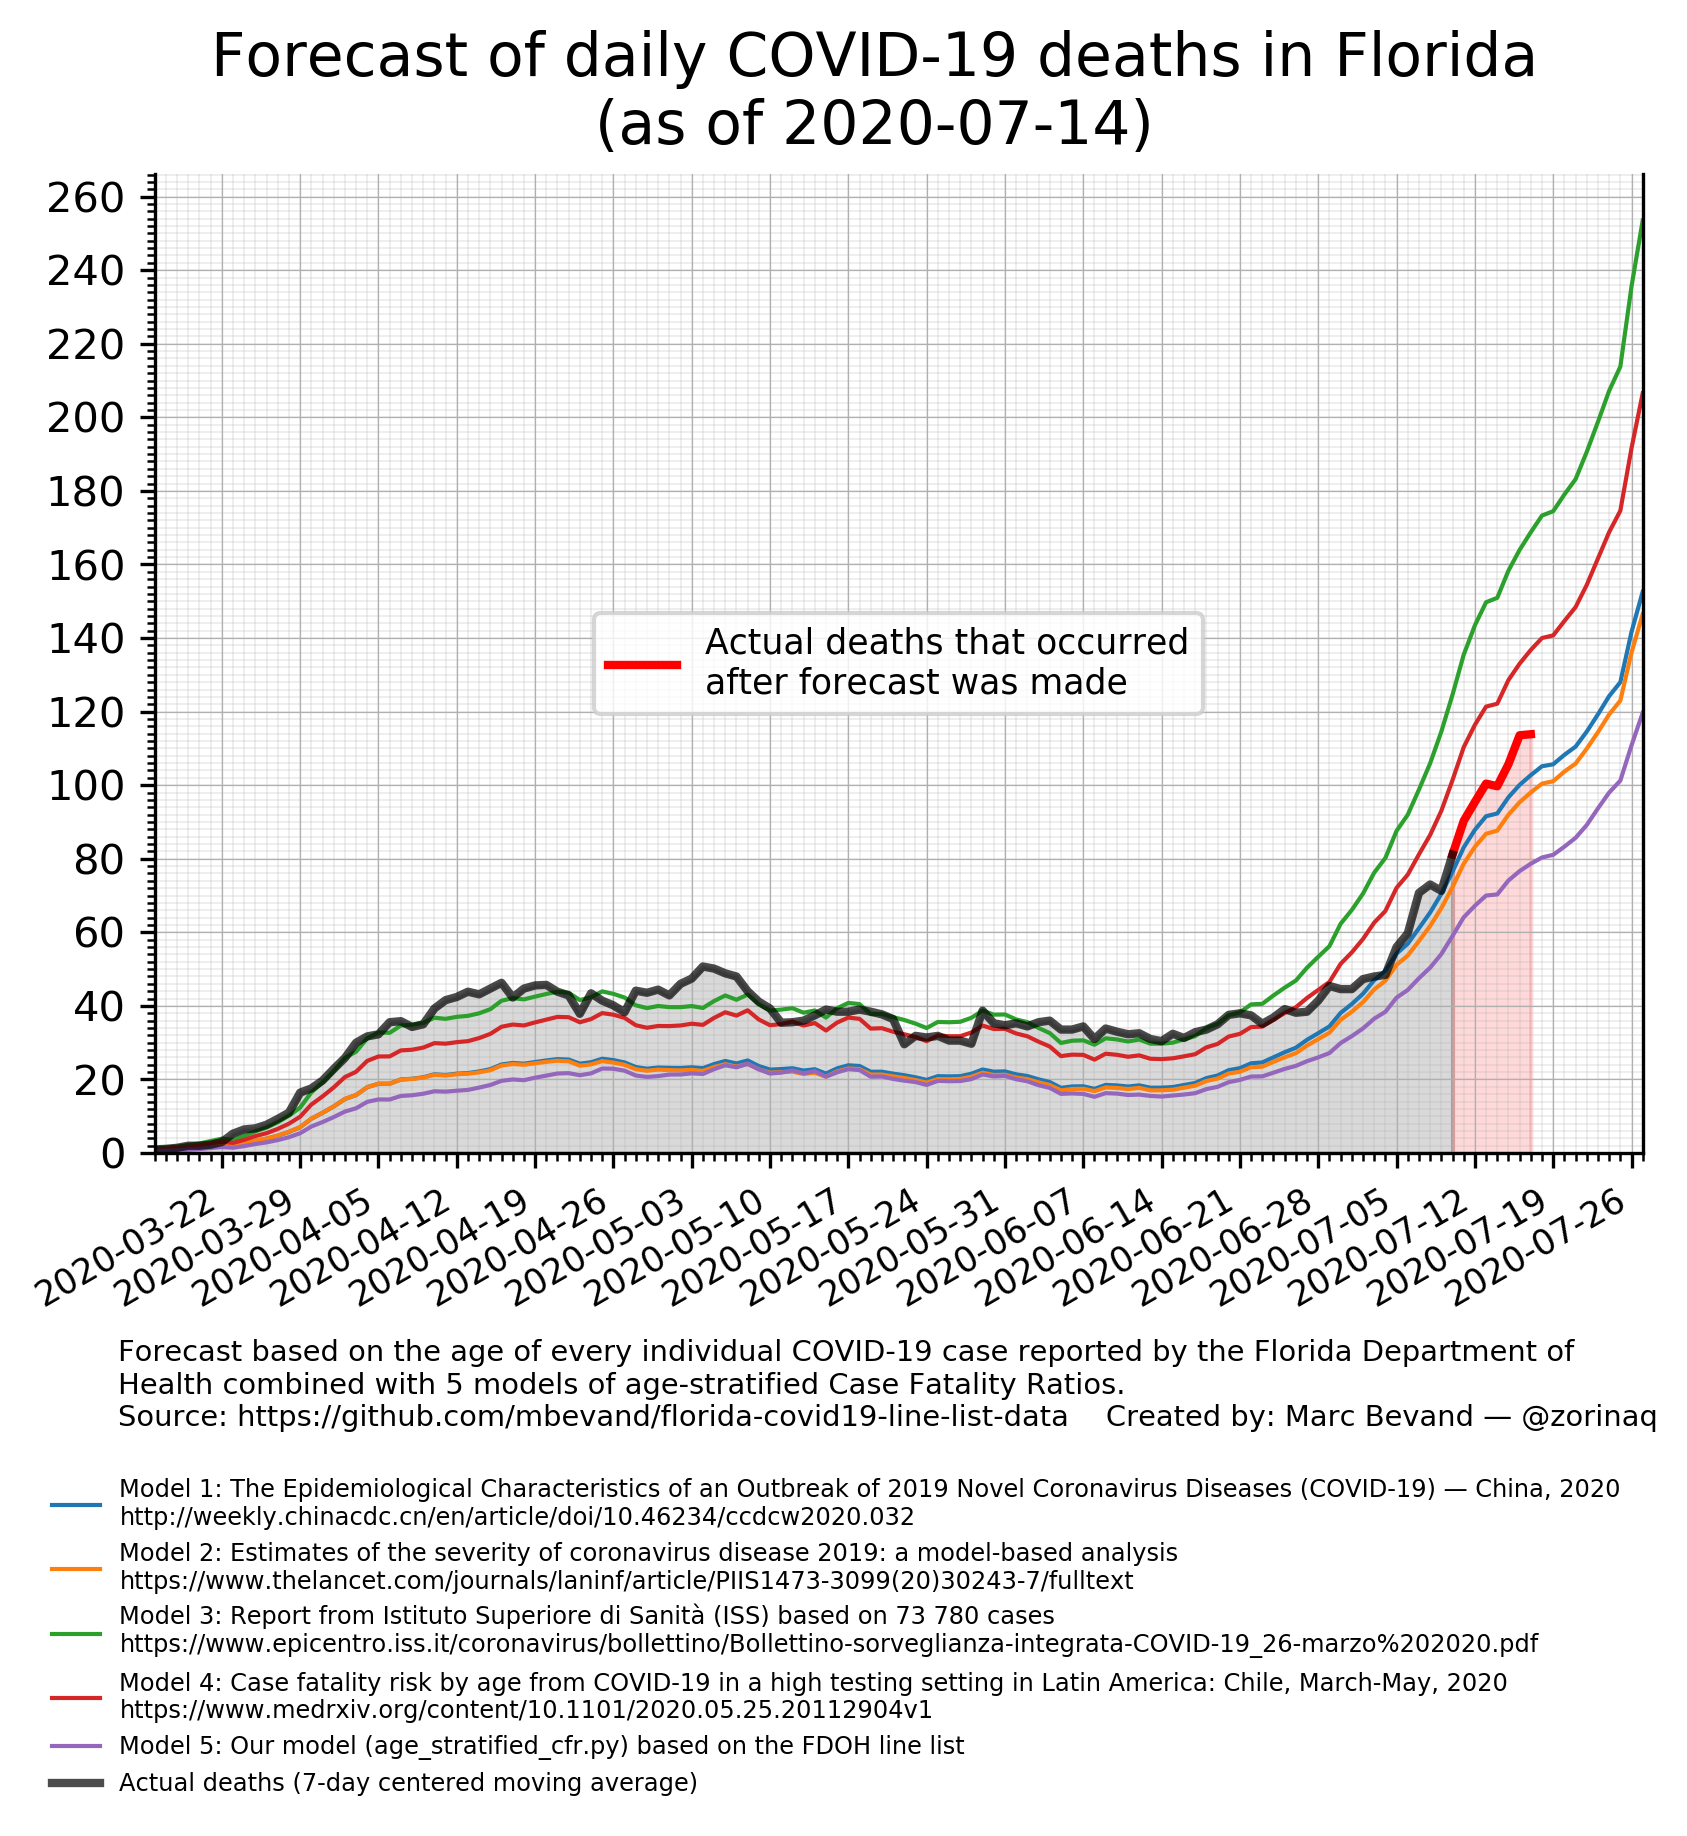 Forecast of daily COVID-19 deaths in Florida
(as of 2020-07-14)
260
240
220
200
180
160
140
120
100
80
60
40
20
0
Actual deaths that occurred
after forecast was made
2020-03-22
2020-03-29
2020-04-05
2020-04-12
2020-04-19
2020-04-26
2020-05-03
2020-05-10
2020-05-17
2020-05-24
2020-05-31
2020-06-07
2020-06-14
2020-06-21
2020-06-28
2020-07-05
2020-07-12
2020-07-19
2020-07-26
Forecast based on the age of every individual COVID-19 case reported by the Florida Department of
Health combined with 5 models of age-stratified Case Fatality Ratios.
Source: https://github.com/mbevand/florida-covid19-line-list-data    Created by: Marc Bevand — @zorinaq
Model 1: The Epidemiological Characteristics of an Outbreak of 2019 Novel Coronavirus Diseases (COVID-19) — China, 2020
http://weekly.chinacdc.cn/en/article/doi/10.46234/ccdcw2020.032
Model 2: Estimates of the severity of coronavirus disease 2019: a model-based analysis
https://www.thelancet.com/journals/laninf/article/PIIS1473-3099(20)30243-7/fulltext
Model 3: Report from Istituto Superiore di Sanità (ISS) based on 73 780 cases
https://www.epicentro.iss.it/coronavirus/bollettino/Bollettino-sorveglianza-integrata-COVID-19_26-marzo%202020.pdf
Model 4: Case fatality risk by age from COVID-19 in a high testing setting in Latin America: Chile, March-May, 2020
https://www.medrxiv.org/content/10.1101/2020.05.25.20112904v1
Model 5: Our model (age_stratified_cfr.py) based on the FDOH line list
Actual deaths (7-day centered moving average)